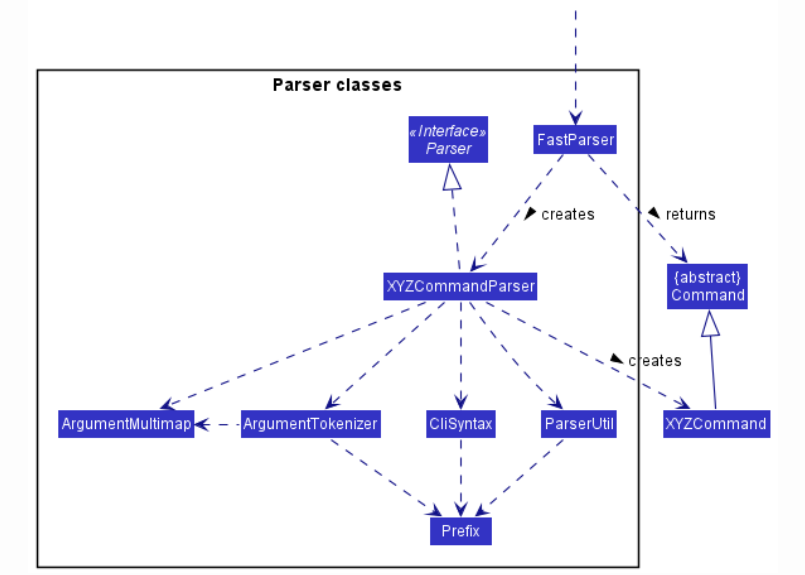 Parser classes
«Interface»
Parser
FastParser
creates
returns
XYZCommandParser
{abstract}
Command
creates
ArgumentMultimap
ArgumentTokenizer
CliSyntax
ParserUtil
XYZCommand
Prefix